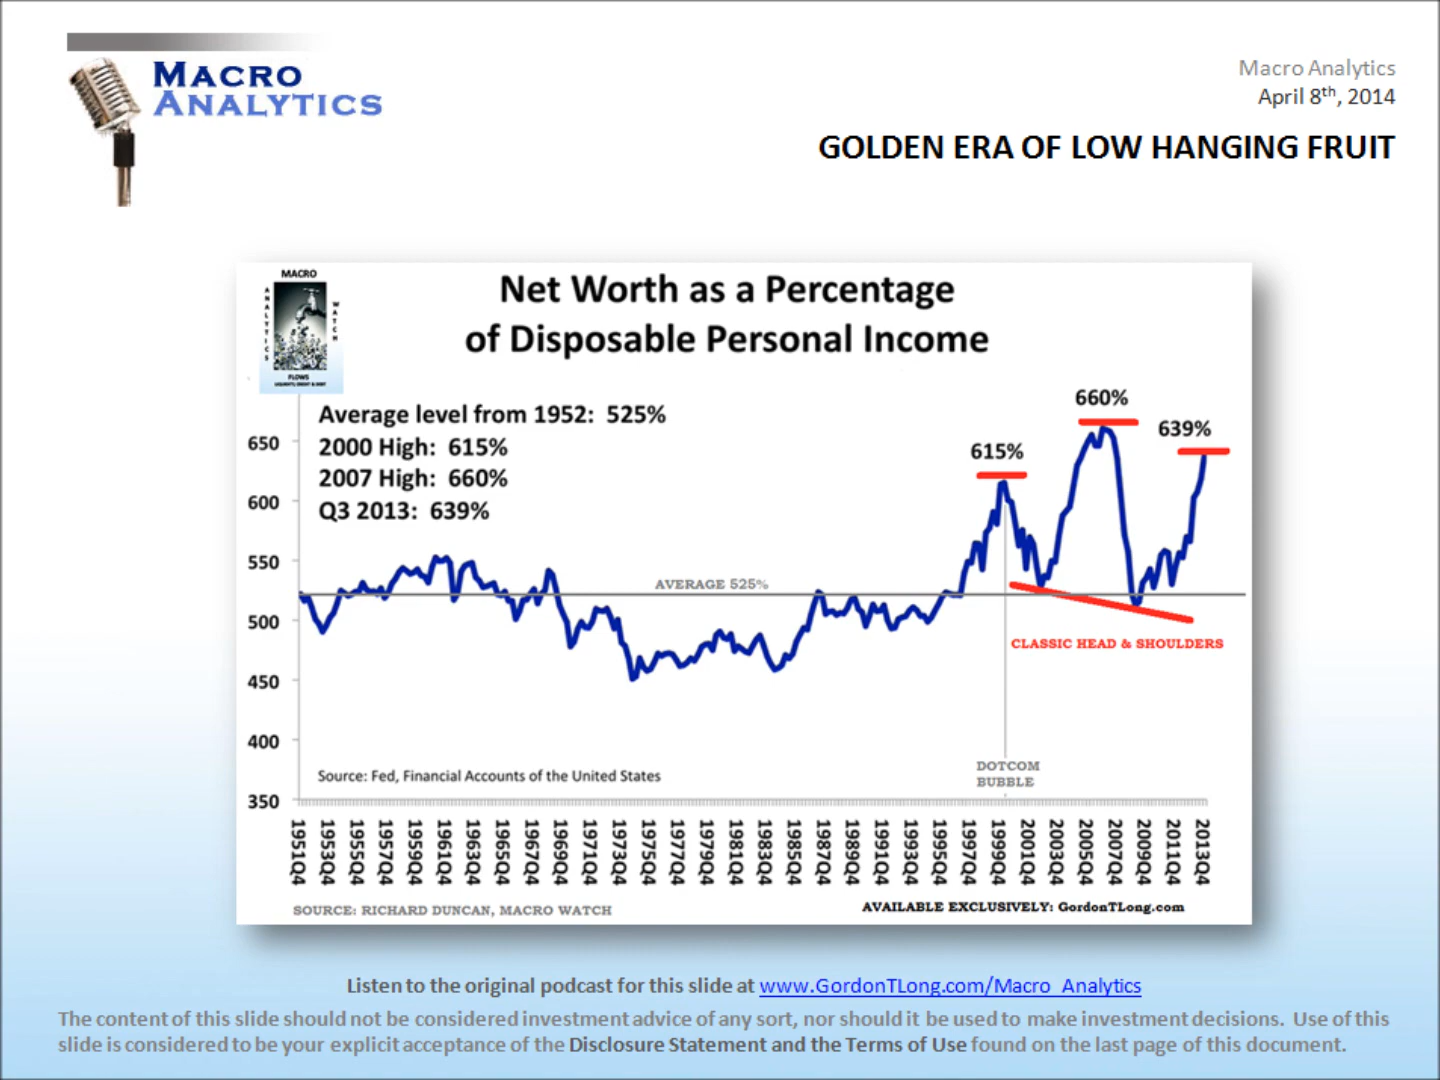 MACRO
ANALYTICS
Macro Analytics
April 8th, 2014
GOLDEN ERA OF LOW HANGING FRUIT
MACRO
ANALYTICS
WATCH
FLOWS
LIQUIDITY, CREDIT & DEBT
Net Worth as a Percentage
of Disposable Personal Income
Average level from 1952: 525%
2000 High: 615%
2007 High: 660%
Q3 2013: 639%
660%
639%
615%
650
600
550
500
450
400
350
AVERAGE 525%
CLASSIC HEAD & SHOULDERS
DOTCOM
BUBBLE
Source: Fed, Financial Accounts of the United States
1951Q4
1953Q4
1955Q4
1957Q4
1959Q4
1961Q4
1963Q4
1965Q4
1967Q4
1969Q4
1971Q4
1973Q4
1975Q4
1977Q4
1979Q4
1981Q4
1983Q4
1985Q4
1987Q4
1989Q4
1991Q4
1993Q4
1995Q4
1997Q4
1999Q4
2001Q4
2003Q4
2005Q4
2007Q4
2009Q4
2011Q4
2013Q4
SOURCE: RICHARD DUNCAN, MACRO WATCH
AVAILABLE EXCLUSIVELY: GordonTLong.com
Listen to the original podcast for this slide at www.GordonTLong.com/Macro_Analytics
The content of this slide should not be considered investment advice of any sort, nor should it be used to make investment decisions. Use of this
slide is considered to be your explicit acceptance of the Disclosure Statement and the Terms of Use found on the last page of this document.